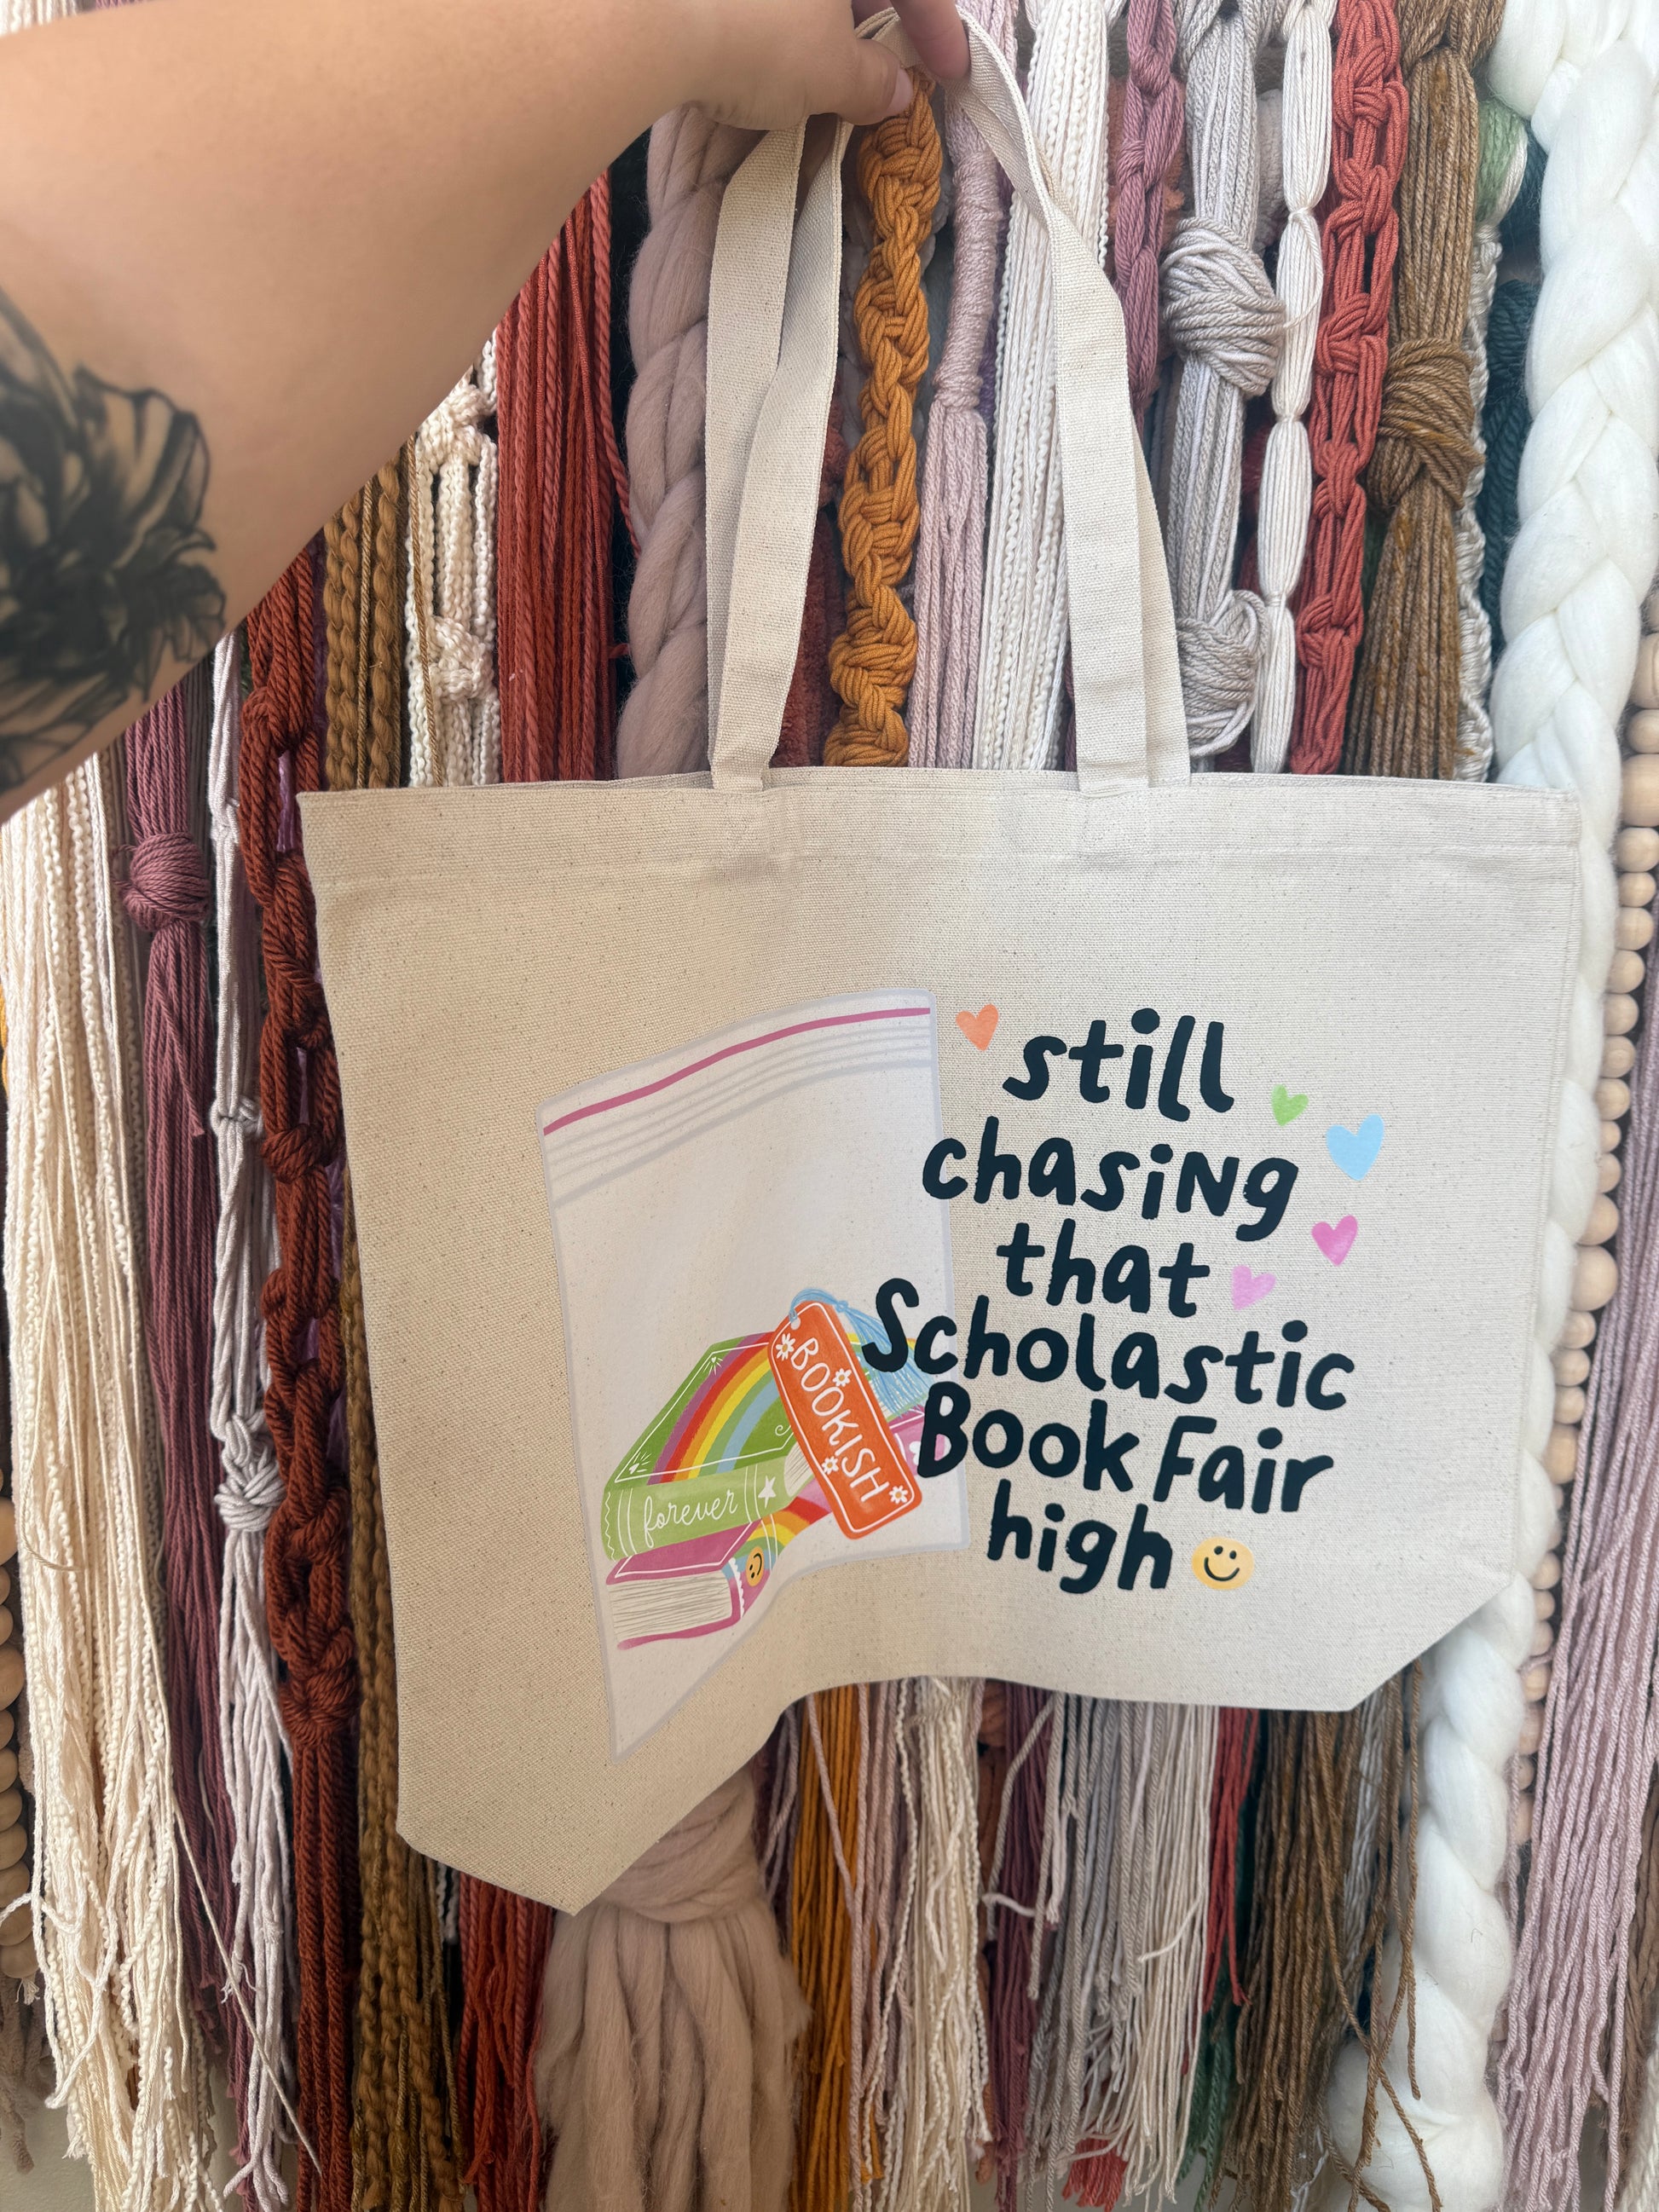 still
chasiNg
that
Scholastic
Book Fair
high
BOOKISH
forever